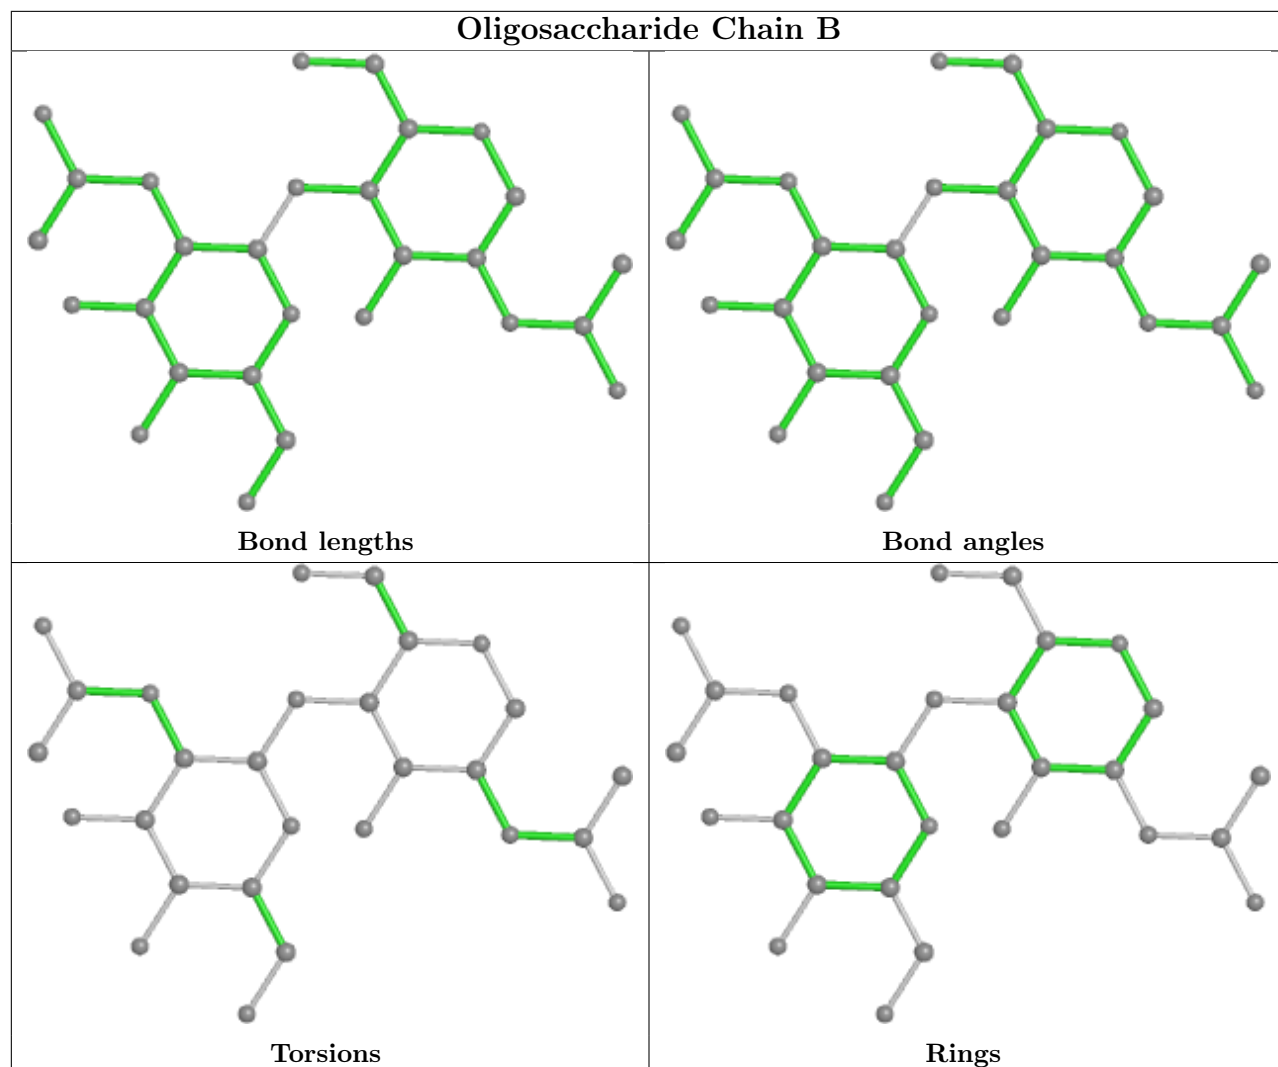 Oligosaccharide Chain B
Bond lengths
Bond angles
Torsions
Rings